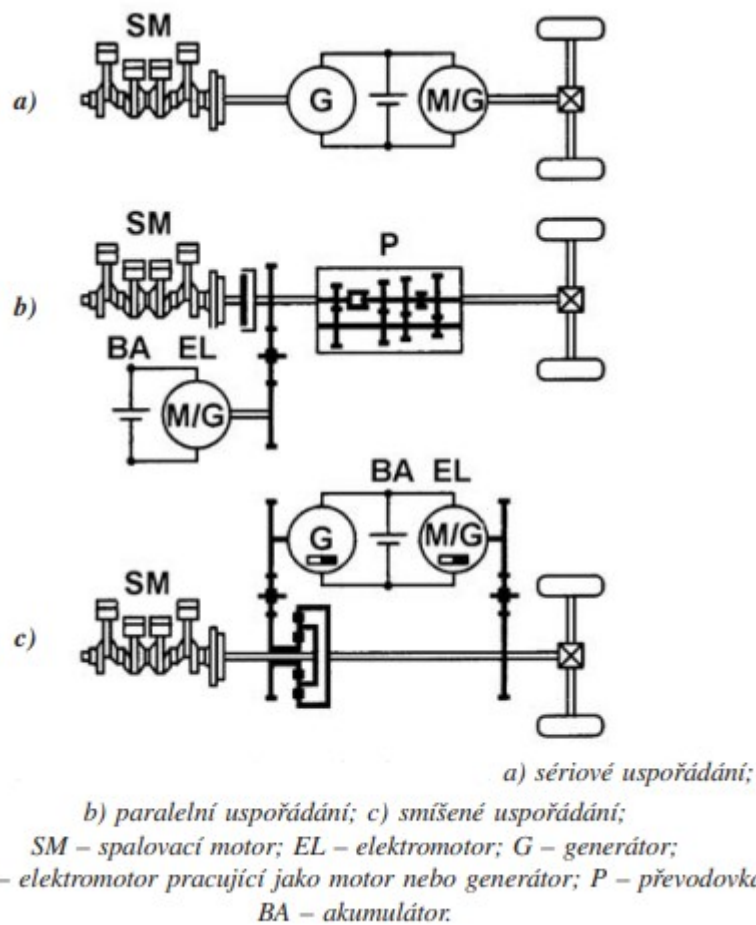 SM
a)
G
M/G
SM
P
b)
BA EL
M/G
BA EL
G
M/G
SM
c)
a) sériové uspořádání;
b) paralelní uspořádání; c) smíšené uspořádání;
SM – spalovací motor; EL – elektromotor; G – generátor;
– elektromotor pracující jako motor nebo generátor; P – převodovka
BA – akumulátor.